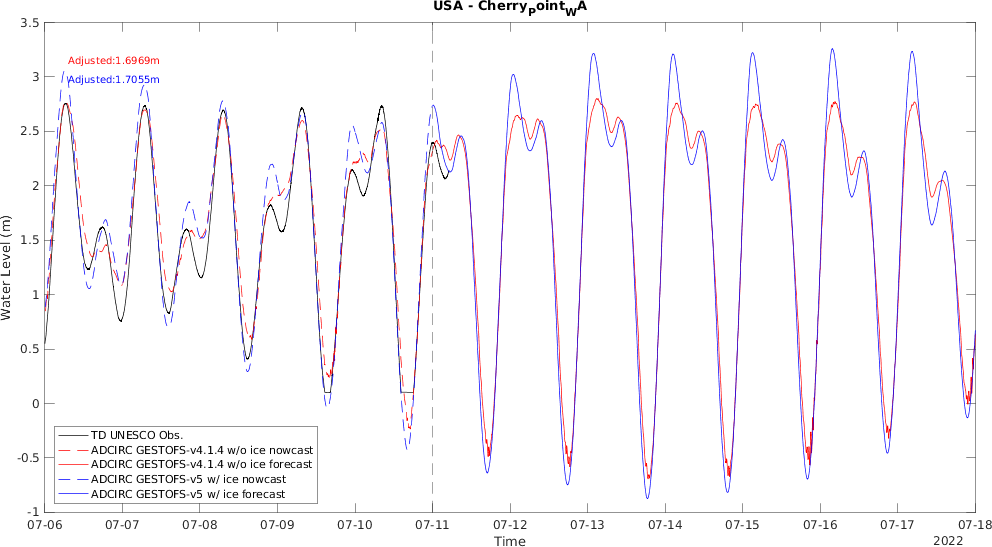 USA - CherryPointWA
Adjusted:1.6969m
Adjusted:1.7055m
Water Level (m)
3.5
3
2.5
2
1.5
1
0.5
0
-0.5
-1
TD UNESCO Obs.
ADCIRC GESTOFS-v4.1.4 w/o ice nowcast
ADCIRC GESTOFS-v4.1.4 w/o ice forecast
ADCIRC GESTOFS-v5 w/ ice nowcast
ADCIRC GESTOFS-v5 w/ ice forecast
07-06 07-07 07-08 07-09 07-10 07-11 07-12 07-13 07-14 07-15 07-16 07-17 07-18
Time
2022